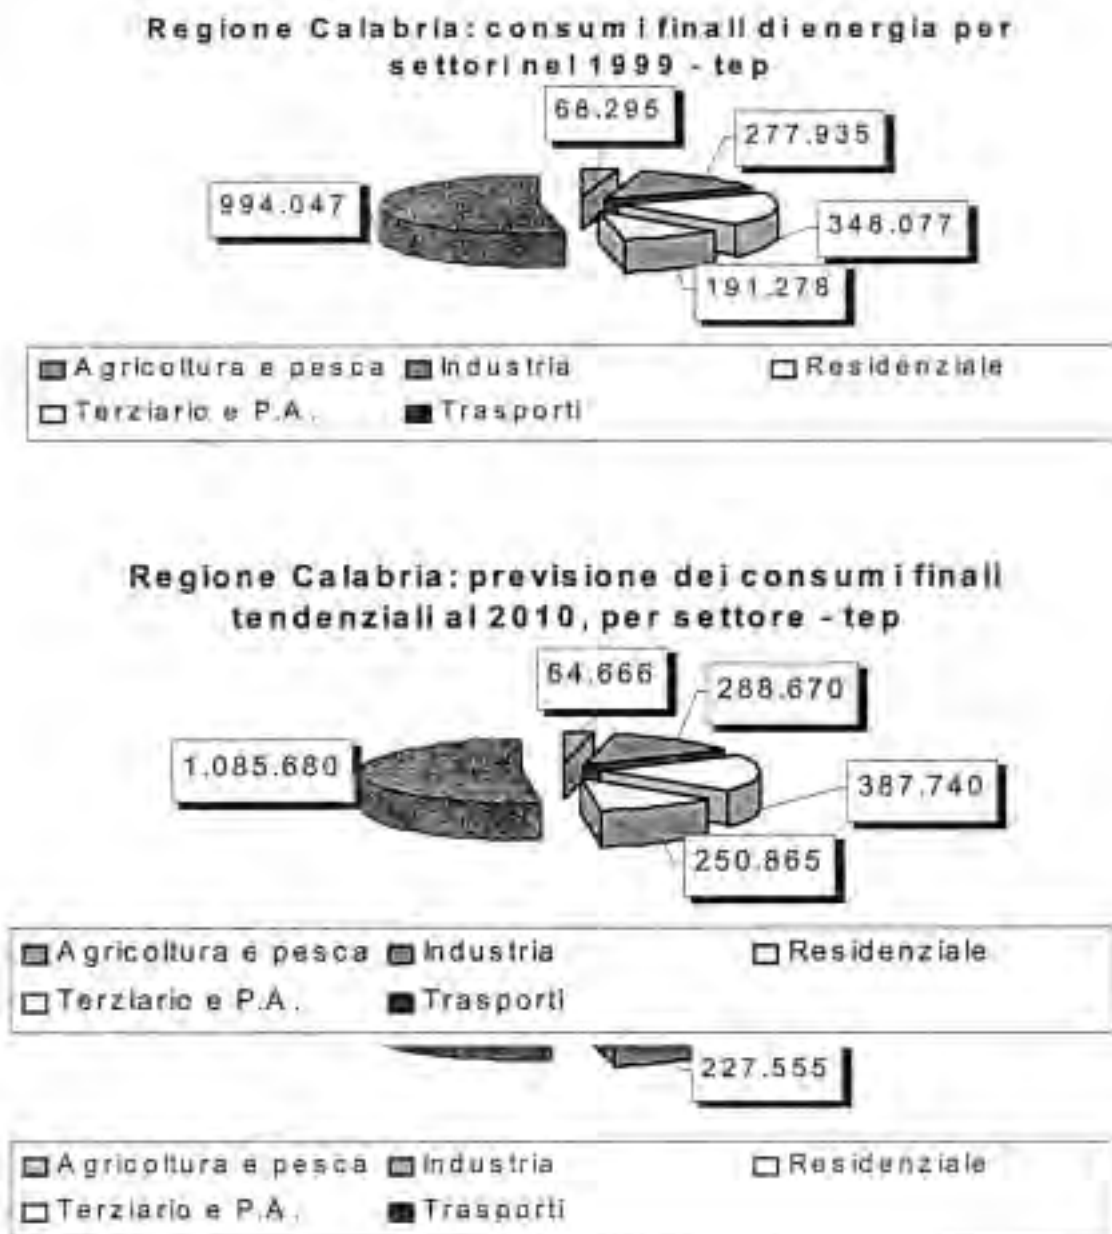 Regione Calabria: consumi finali di energia per
settori nel 1999 - tep
68.295
277.935
994.047
348.077
191.278
Agricoltura e pesca Industria Residenziale
Terziario e P.A. Trasporti
Regione Calabria: previsione dei consumi finali
tendenziali al 2010, per settore - tep
64.666
288.670
1.085.680
387.740
250.865
Agricoltura e pesca Industria Residenziale
Terziario e P.A. Trasporti
227.555
Agricoltura e pesca Industria Residenziale
Terziario e P.A. Trasporti